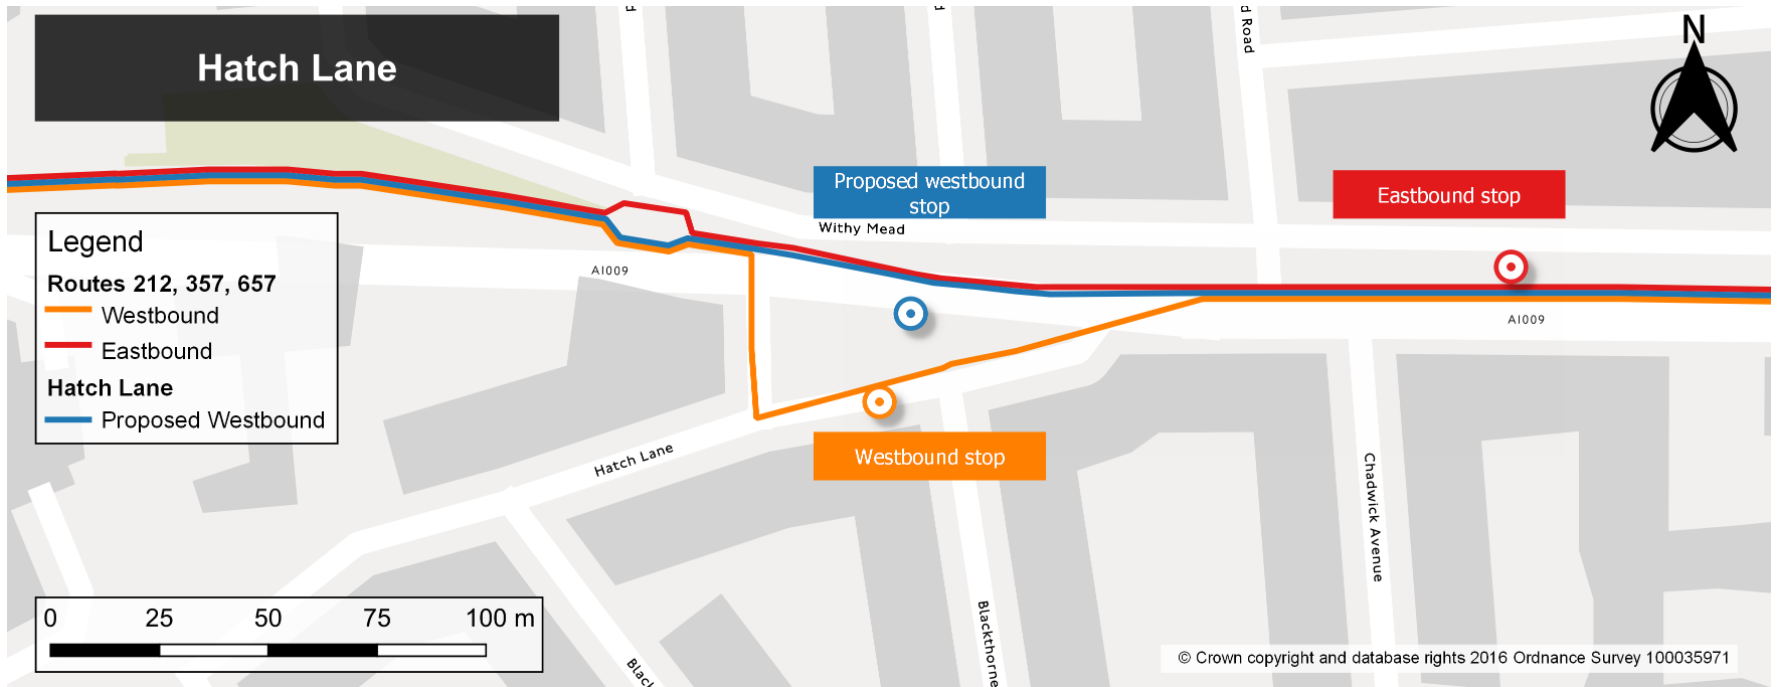 Hatch Lane
d Road
N
Proposed westbound
stop
Eastbound stop
Withy Mead
A1009
A1009
Legend
Routes 212, 357, 657
Westbound
Eastbound
Hatch Lane
Proposed Westbound
Westbound stop
Hatch Lane
Chadwick Avenue
Blackthorne
Black
0 25 50 75 100 m
© Crown copyright and database rights 2016 Ordnance Survey 100035971